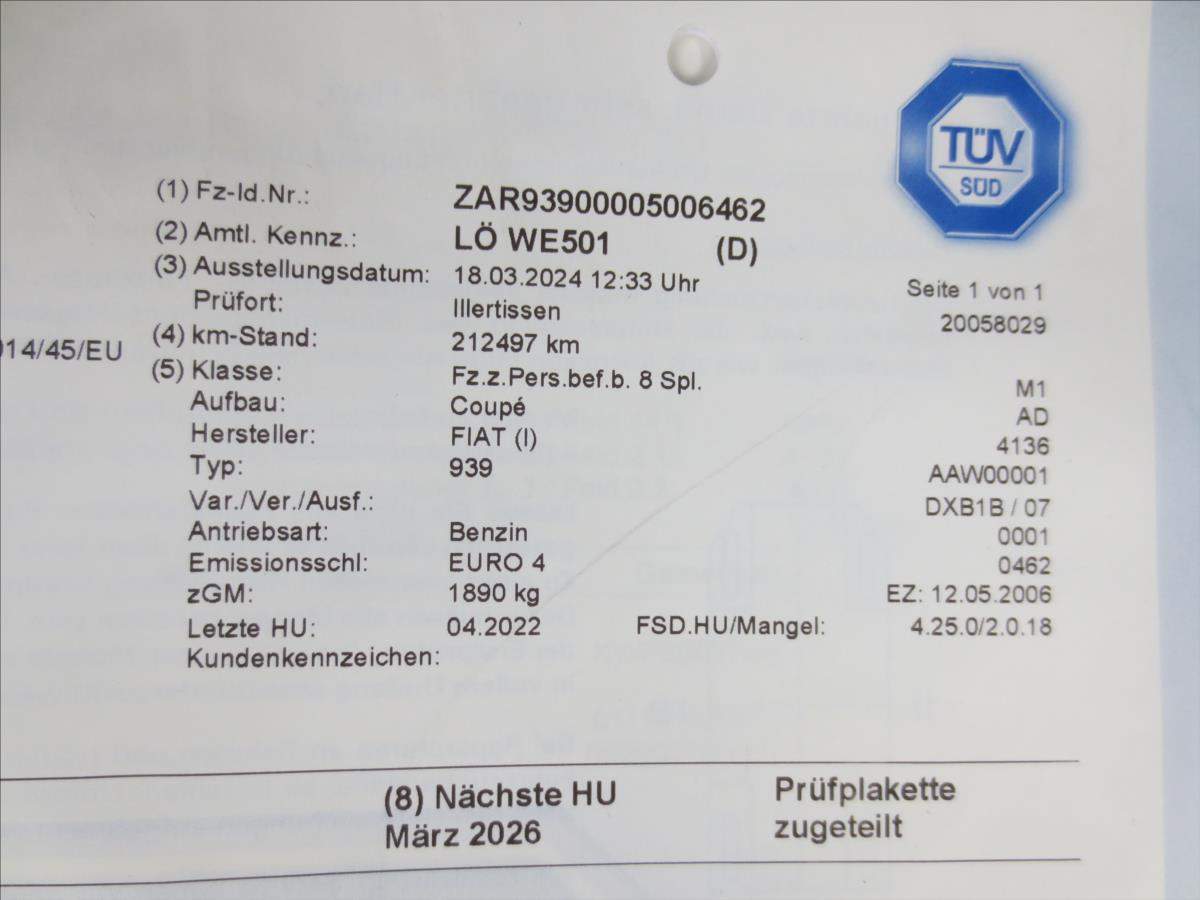 TÜV
SÜD
(1) Fz-Id.Nr.: ZAR93900005006462
(2) Amtl. Kennz.: LÖ WE501 (D)
(3) Ausstellungsdatum: 18.03.2024 12:33 Uhr Seite 1 von 1
Prüfort: Illertissen 20058029
014/45/EU (4) km-Stand: 212497 km
(5) Klasse: Fz.z.Pers.bef.b. 8 Spl. M1
Aufbau: Coupé AD
Hersteller: FIAT (I) 4136
Typ: 939 AAW00001
Var./Ver./Ausf.: DXB1B / 07
Antriebsart: Benzin 0001
Emissionsschl: EURO 4 0462
zGM: 1890 kg EZ: 12.05.2006
Letzte HU: 04.2022 FSD.HU/Mangel: 4.25.0/2.0.18
Kundenkennzeichen:
(8) Nächste HU Prüfplakette
März 2026 zugeteilt